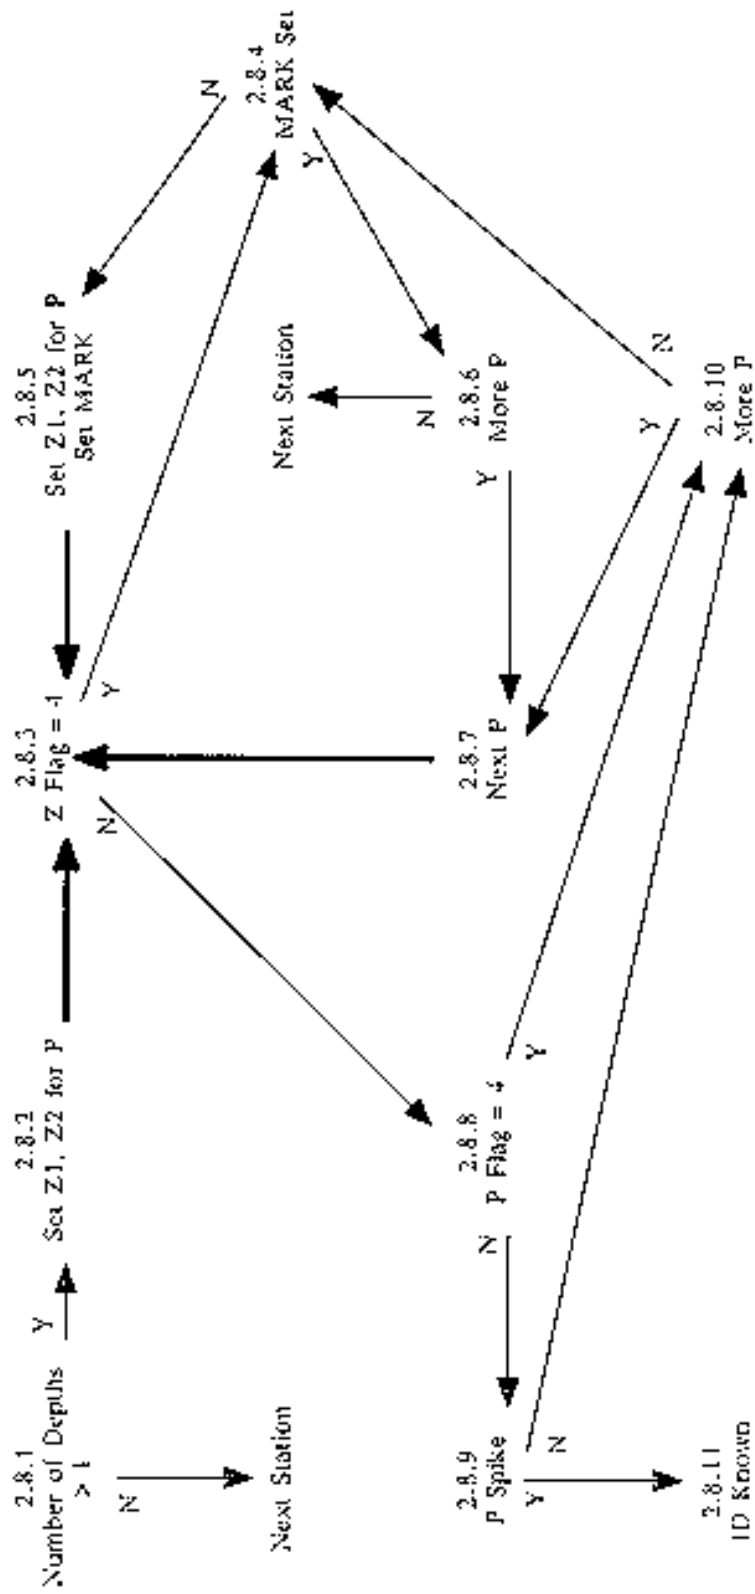 2.8.1
Number of Depths
> 1
Y
N
Next Station
2.8.2
Set Z1, Z2 for P
2.8.3
Z Flag = 4
Y
N
2.8.5
Set Z1, Z2 for P
Set MARK
2.8.4
MARK Set
N
Y
Next Station
2.8.6
More P
N
Y
2.8.7
Next P
2.8.8
P Flag = 4
N
Y
2.8.9
P Spike
Y
N
2.8.10
More P
Y
N
2.8.11
ID Known